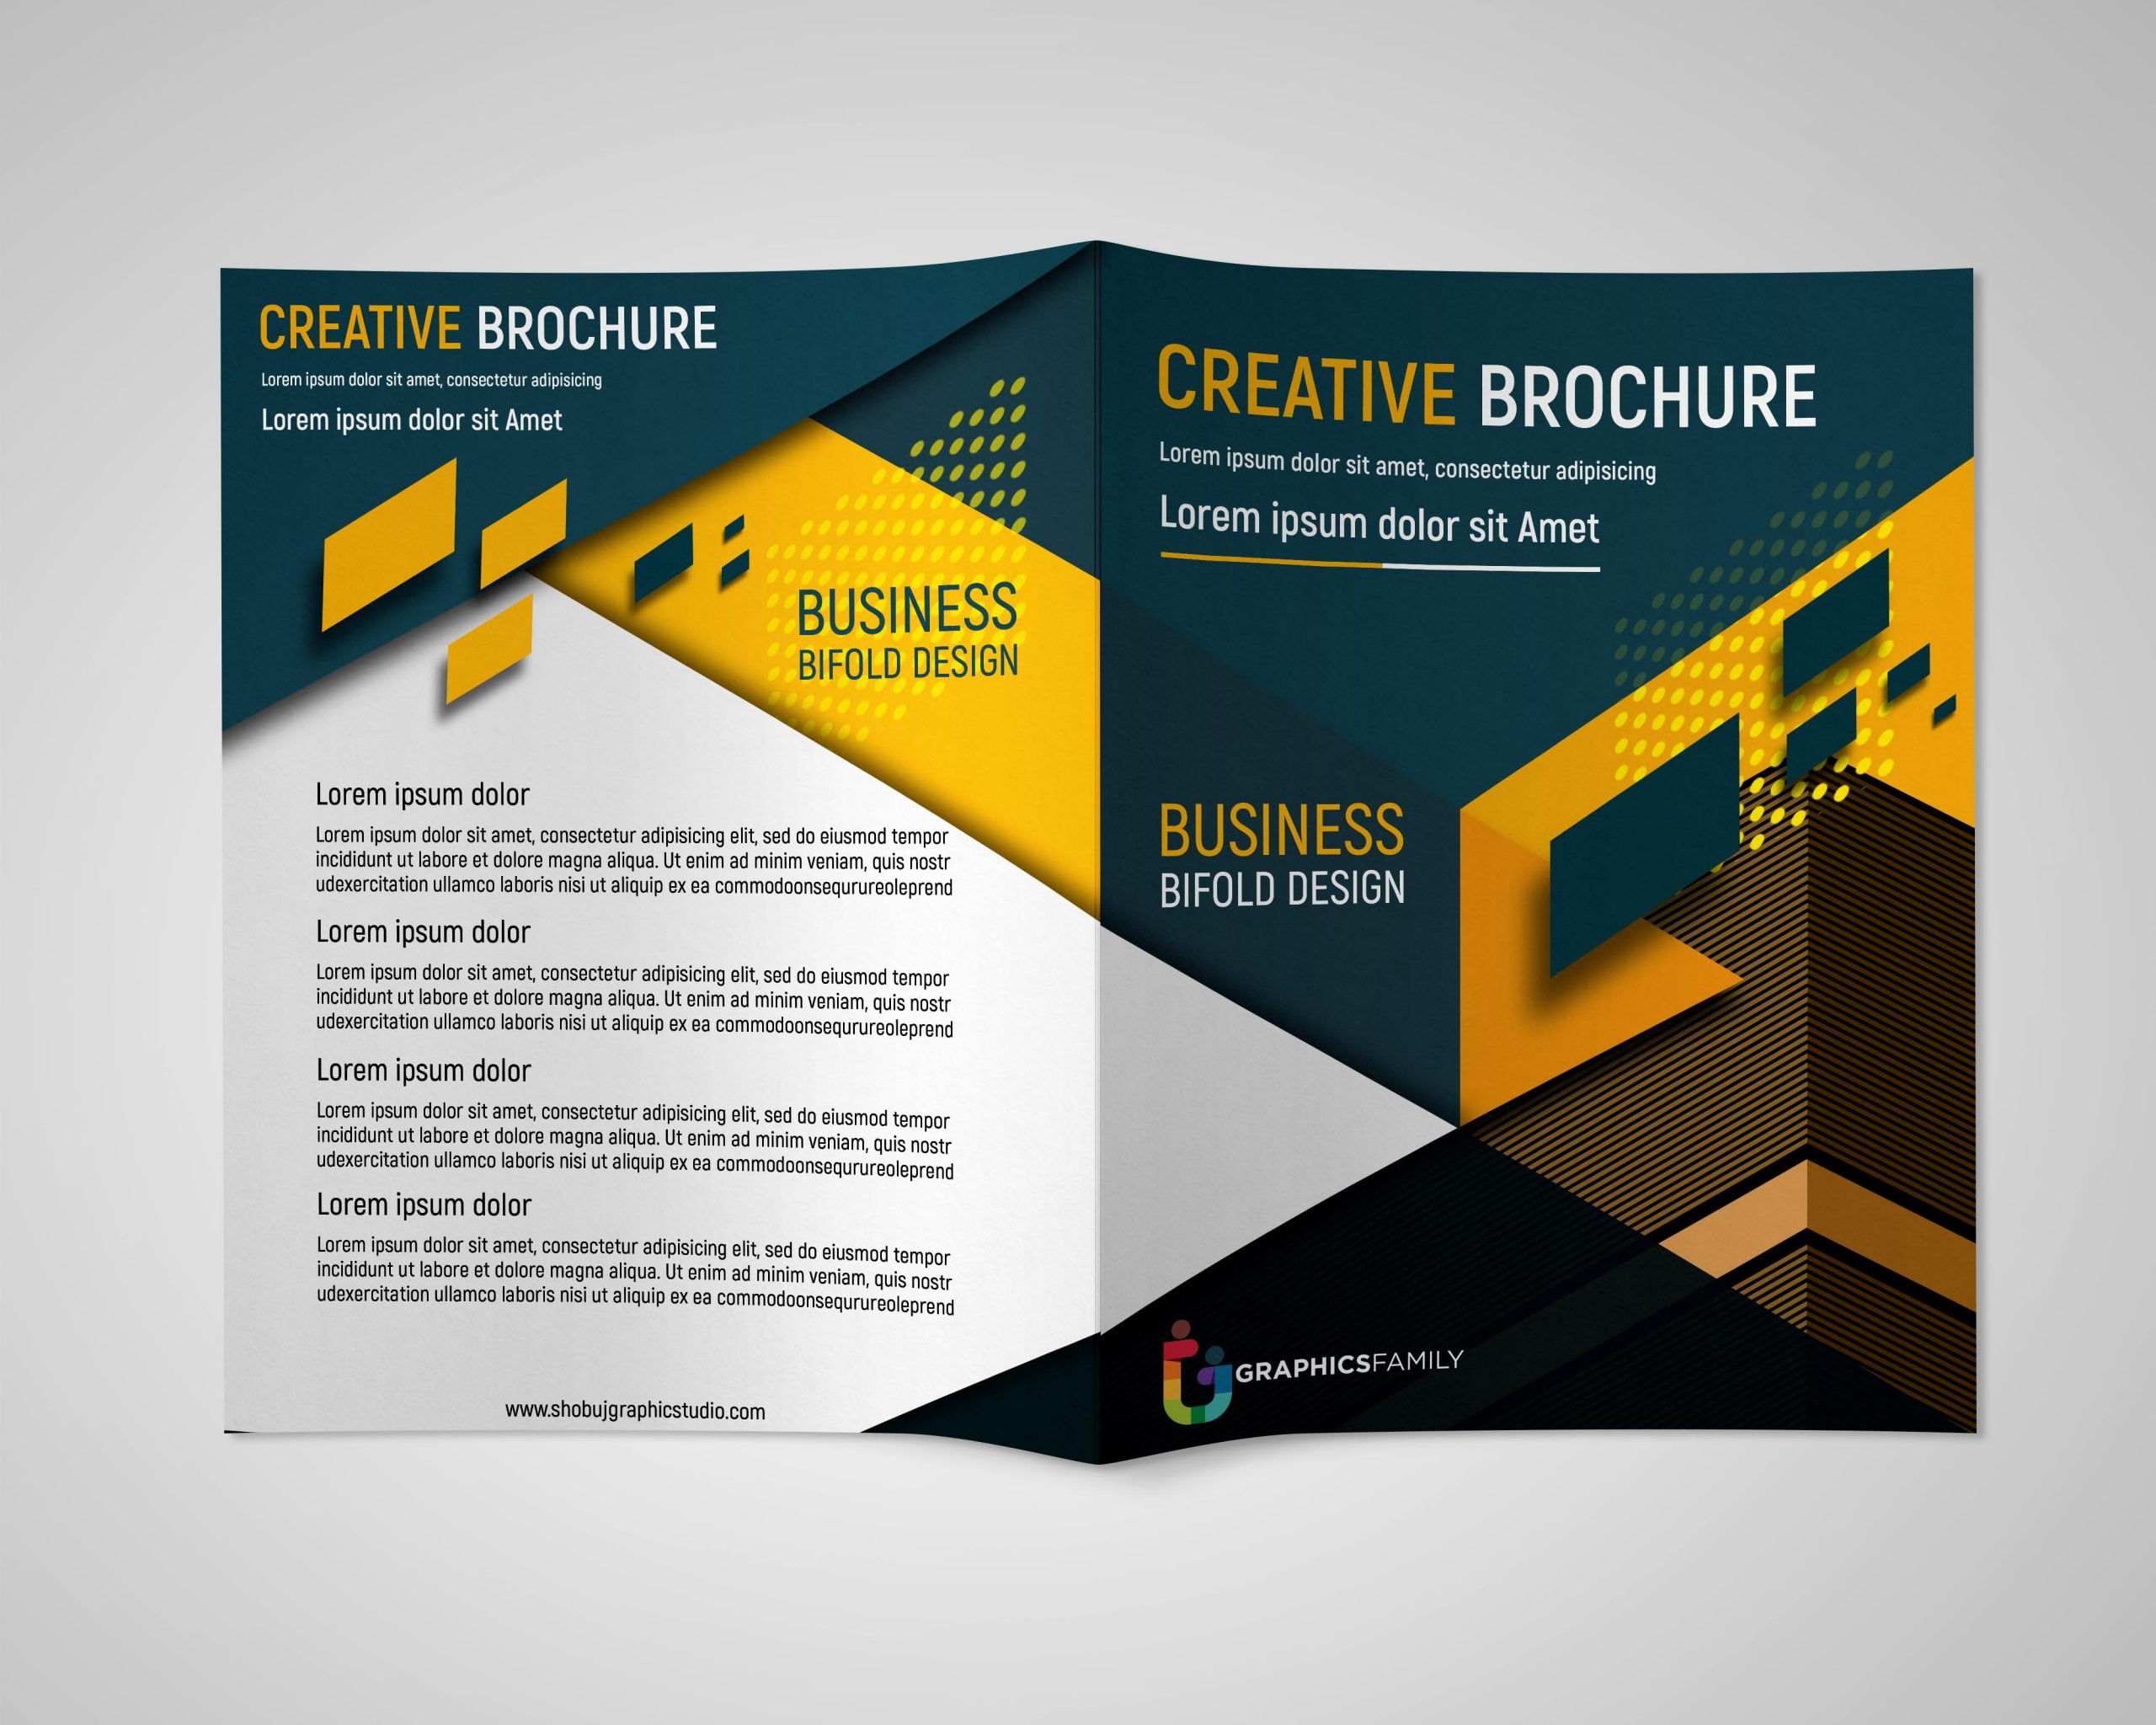 CREATIVE BROCHURE
Lorem ipsum dolor sit amet, consectetur adipisicing
Lorem ipsum dolor sit Amet
BUSINESS
BIFOLD DESIGN
Lorem ipsum dolor
Lorem ipsum dolor sit amet, consectetur adipisicing elit, sed do eiusmod tempor
incididunt ut labore et dolore magna aliqua. Ut enim ad minim veniam, quis nostr
udexercitation ullamco laboris nisi ut aliquip ex ea commodoonsequrureoleprend
Lorem ipsum dolor
Lorem ipsum dolor sit amet, consectetur adipisicing elit, sed do eiusmod tempor
incididunt ut labore et dolore magna aliqua. Ut enim ad minim veniam, quis nostr
udexercitation ullamco laboris nisi ut aliquip ex ea commodoonsequrureoleprend
Lorem ipsum dolor
Lorem ipsum dolor sit amet, consectetur adipisicing elit, sed do eiusmod tempor
incididunt ut labore et dolore magna aliqua. Ut enim ad minim veniam, quis nostr
udexercitation ullamco laboris nisi ut aliquip ex ea commodoonsequrureoleprend
Lorem ipsum dolor
Lorem ipsum dolor sit amet, consectetur adipisicing elit, sed do eiusmod tempor
incididunt ut labore et dolore magna aliqua. Ut enim ad minim veniam, quis nostr
udexercitation ullamco laboris nisi ut aliquip ex ea commodoonsequrureoleprend
www.shobujgraphicstudio.com
CREATIVE BROCHURE
Lorem ipsum dolor sit amet, consectetur adipisicing
Lorem ipsum dolor sit Amet
BUSINESS
BIFOLD DESIGN
GRAPHICSFAMILY